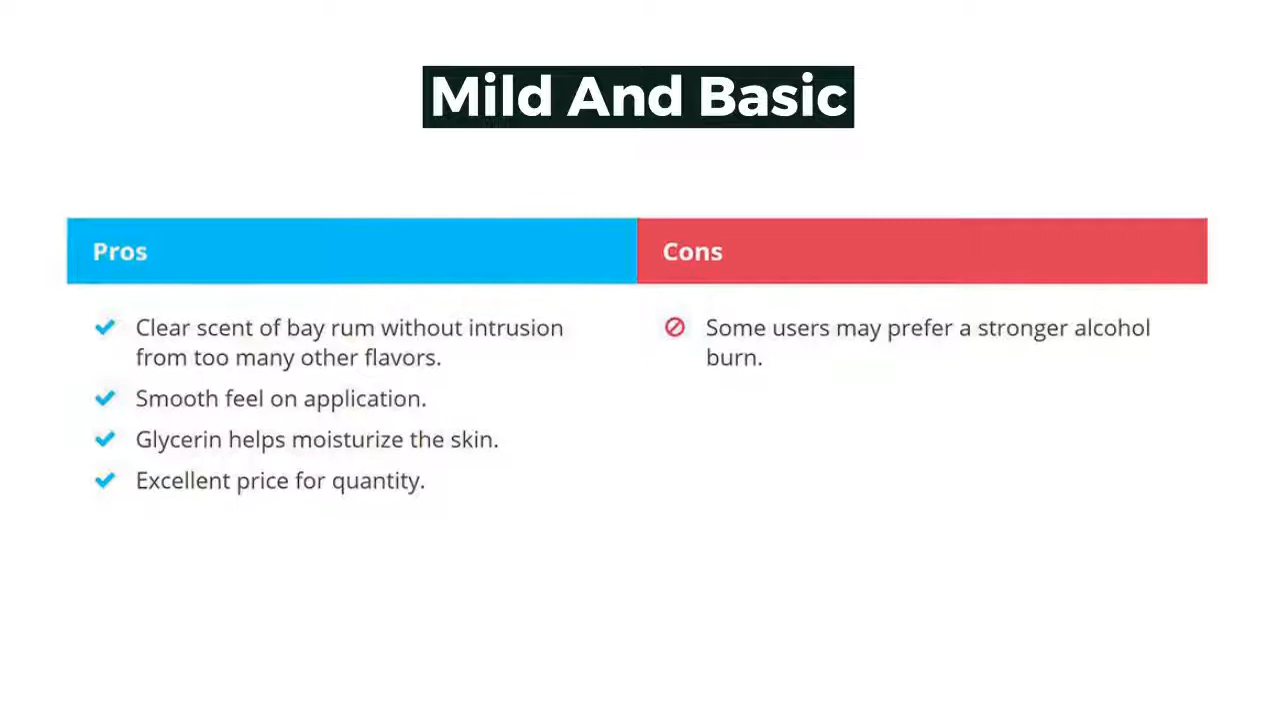 Mild And Basic
Pros
Cons
Clear scent of bay rum without intrusion
from too many other flavors.
Smooth feel on application.
Glycerin helps moisturize the skin.
Excellent price for quantity.
Some users may prefer a stronger alcohol
burn.